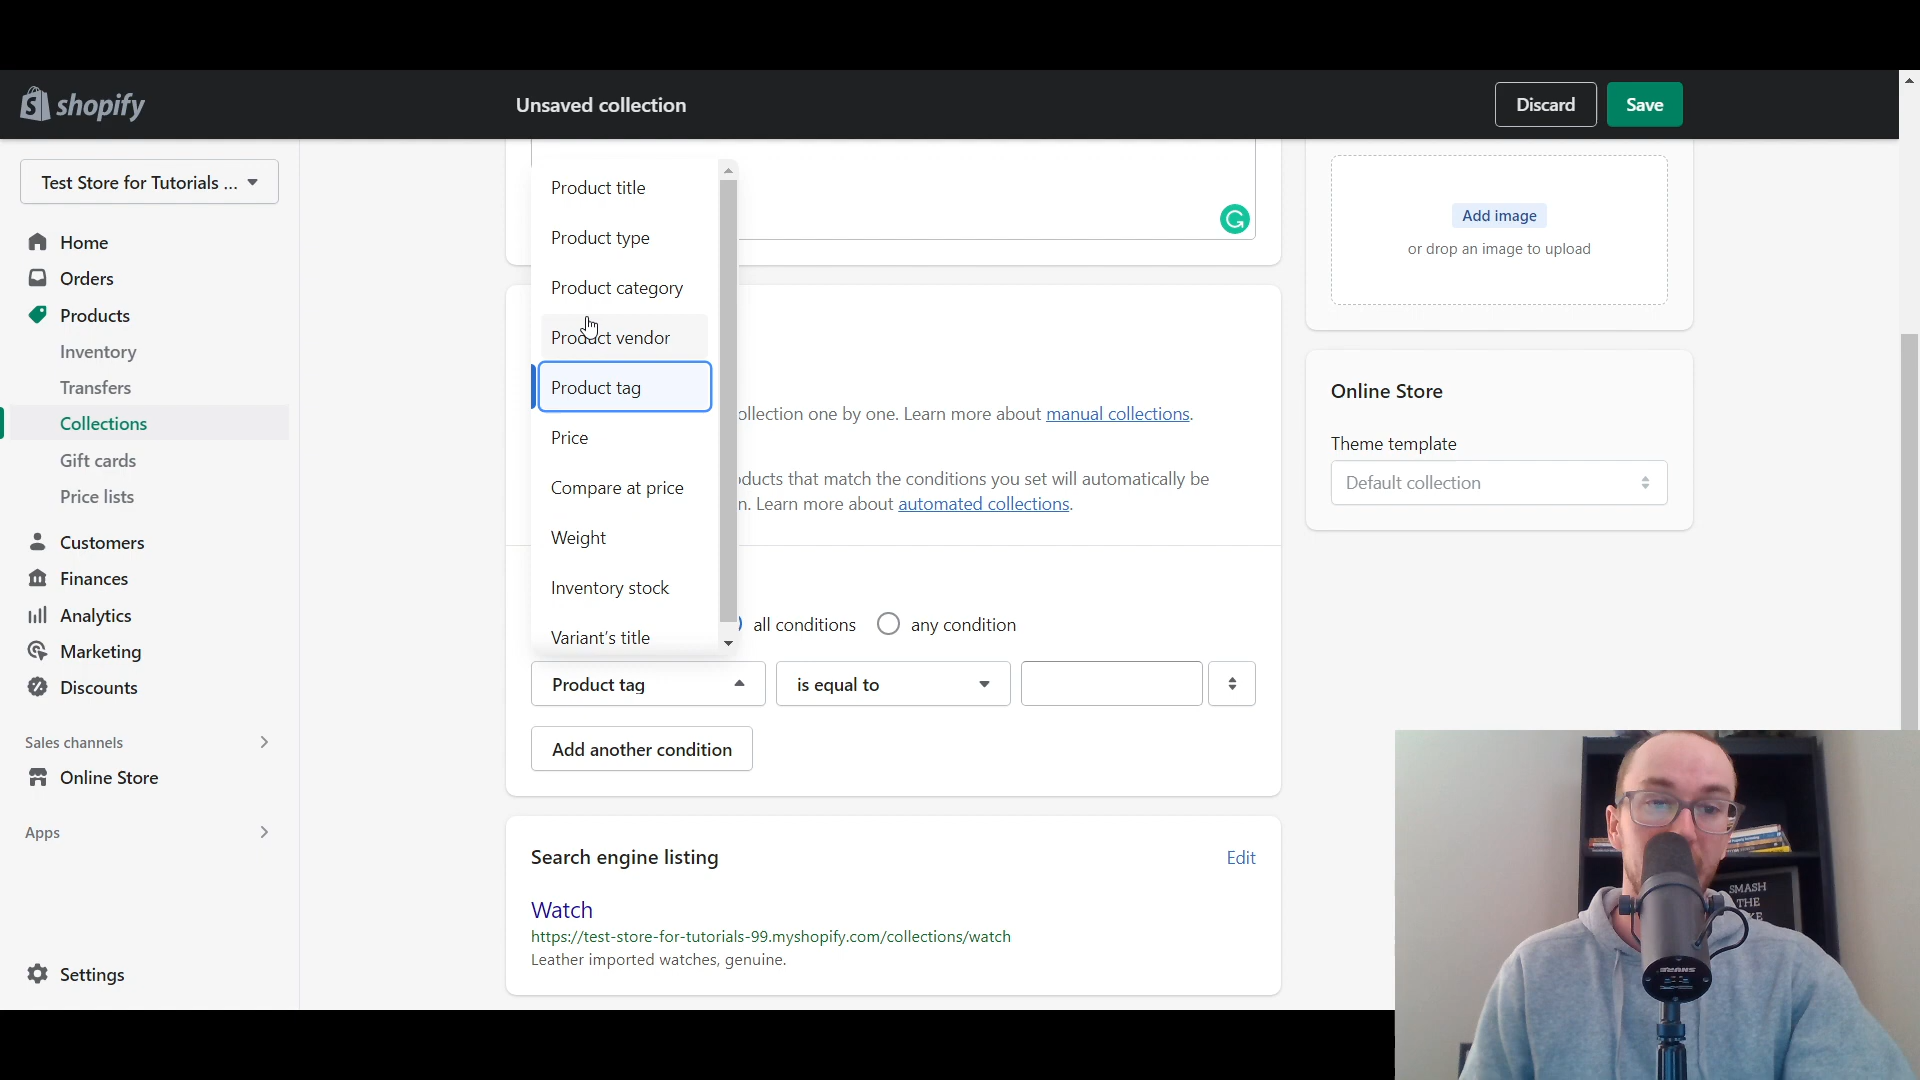 shopify
Unsaved collection
Discard
Save
Test Store for Tutorials ...
Home
Orders
Products
Inventory
Transfers
Collections
Gift cards
Price lists
Customers
Finances
Analytics
Marketing
Discounts
Sales channels
Online Store
Apps
Settings
Product title
Product type
Product category
Product vendor
Product tag
Price
Compare at price
Weight
Inventory stock
Variant's title
ollection one by one. Learn more about manual collections.
ducts that match the conditions you set will automatically be
n. Learn more about automated collections.
all conditions
any condition
Product tag
is equal to
Add another condition
Search engine listing
Edit
Watch
https://test-store-for-tutorials-99.myshopify.com/collections/watch
Leather imported watches, genuine.
Add image
or drop an image to upload
Online Store
Theme template
Default collection
SMASH
THE
SHURE